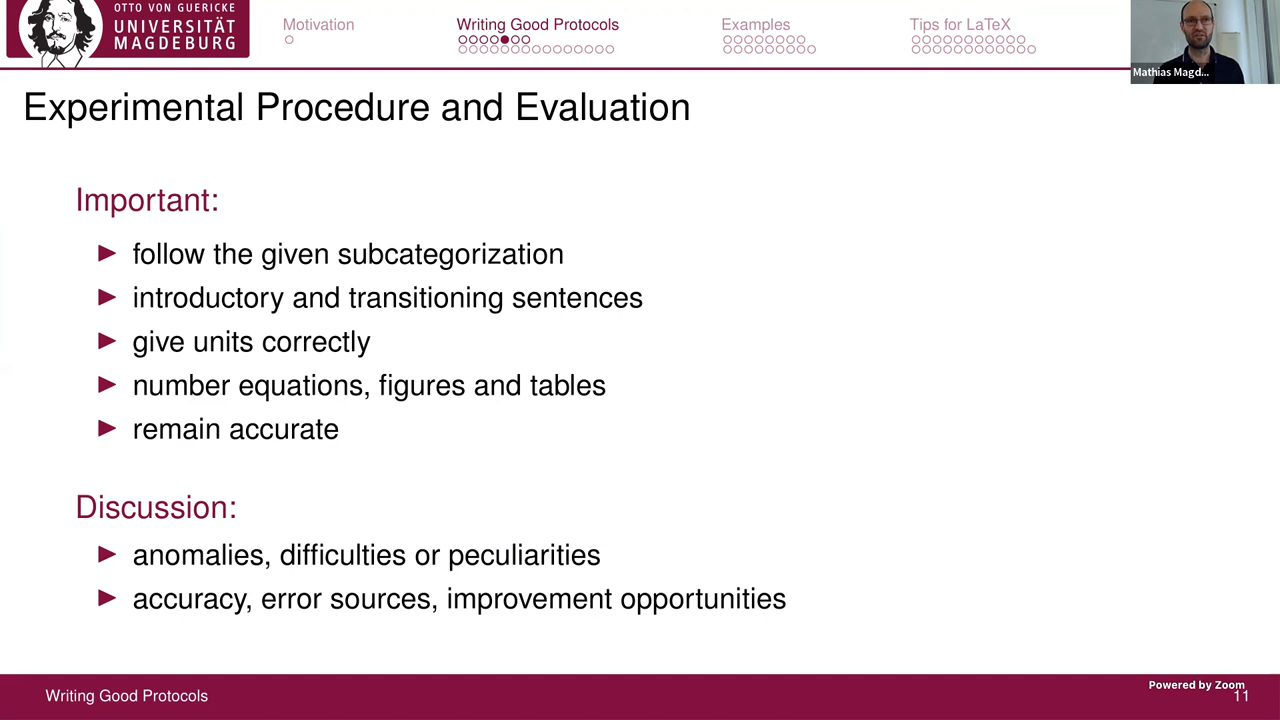 OTTO VON GUERICKE
UNIVERSITÄT
MAGDEBURG
Motivation
Writing Good Protocols
Examples
Tips for LaTeX
Mathias Magd...
Experimental Procedure and Evaluation
Important:
follow the given subcategorization
introductory and transitioning sentences
give units correctly
number equations, figures and tables
remain accurate
Discussion:
anomalies, difficulties or peculiarities
accuracy, error sources, improvement opportunities
Writing Good Protocols
Powered by Zoom
11